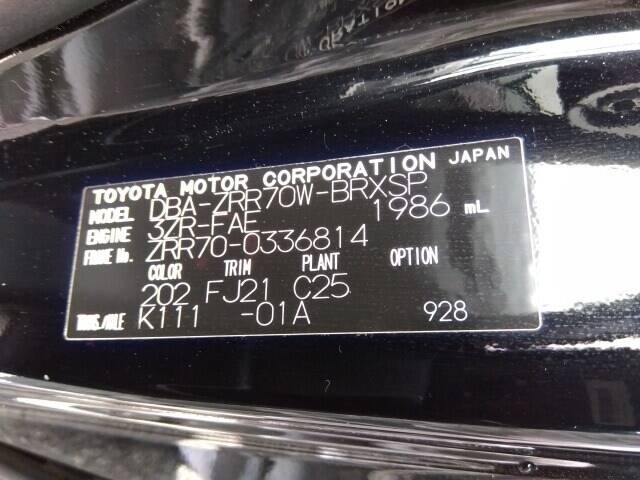 TOYOTA MOTOR CORPORATION JAPAN
MODEL DBA-ZRR70W-BRXSP
ENGINE 3ZR-FAE 1986 mL
FRAME No. ZRR70-0336814
COLOR TRIM PLANT OPTION
202 FJ21 C25
TRANS./AXLE K111 -01A 928